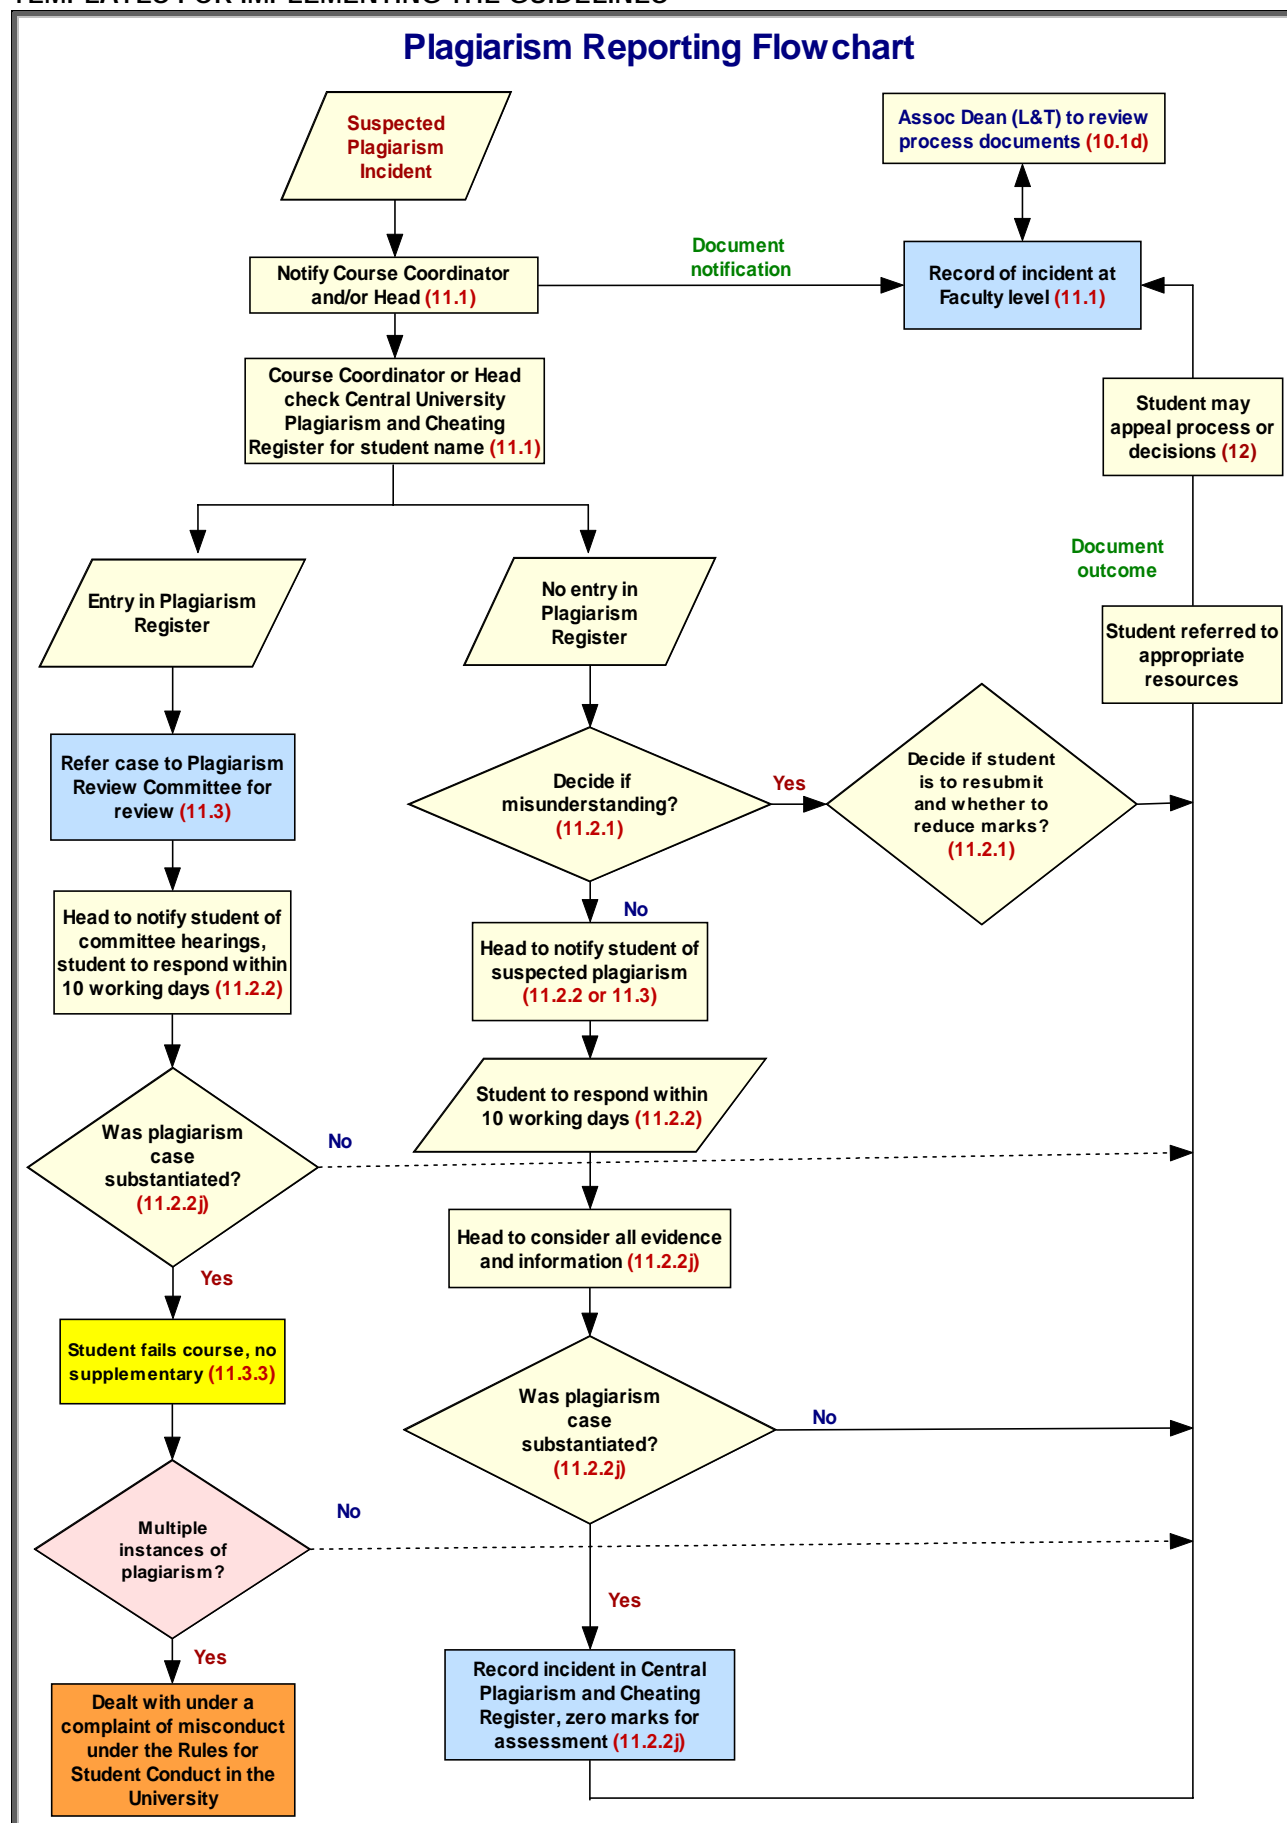 TEMPLATES FOR IMPLEMENTING THE GUIDELINES
Plagiarism Reporting Flowchart
Suspected
Plagiarism
Incident
Assoc Dean (L&T) to review
process documents (10.1d)
Document
notification
Notify Course Coordinator
and/or Head (11.1)
Record of incident at
Faculty level (11.1)
Course Coordinator or Head
check Central University
Plagiarism and Cheating
Register for student name (11.1)
Student may
appeal process or
decisions (12)
Document
outcome
Entry in Plagiarism
Register
No entry in
Plagiarism
Register
Student referred to
appropriate
resources
Refer case to Plagiarism
Review Committee for
review (11.3)
Decide if
misunderstanding?
(11.2.1)
Yes
Decide if student
is to resubmit
and whether to
reduce marks?
(11.2.1)
No
Head to notify student of
committee hearings,
student to respond within
10 working days (11.2.2)
Head to notify student of
suspected plagiarism
(11.2.2 or 11.3)
Student to respond within
10 working days (11.2.2)
Was plagiarism
case
substantiated?
(11.2.2j)
No
Yes
Head to consider all evidence
and information (11.2.2j)
Student fails course, no
supplementary (11.3.3)
Was plagiarism
case
substantiated?
(11.2.2j)
No
Multiple
instances of
plagiarism?
No
Yes
Yes
Record incident in Central
Plagiarism and Cheating
Register, zero marks for
assessment (11.2.2j)
Dealt with under a
complaint of misconduct
under the Rules for
Student Conduct in the
University